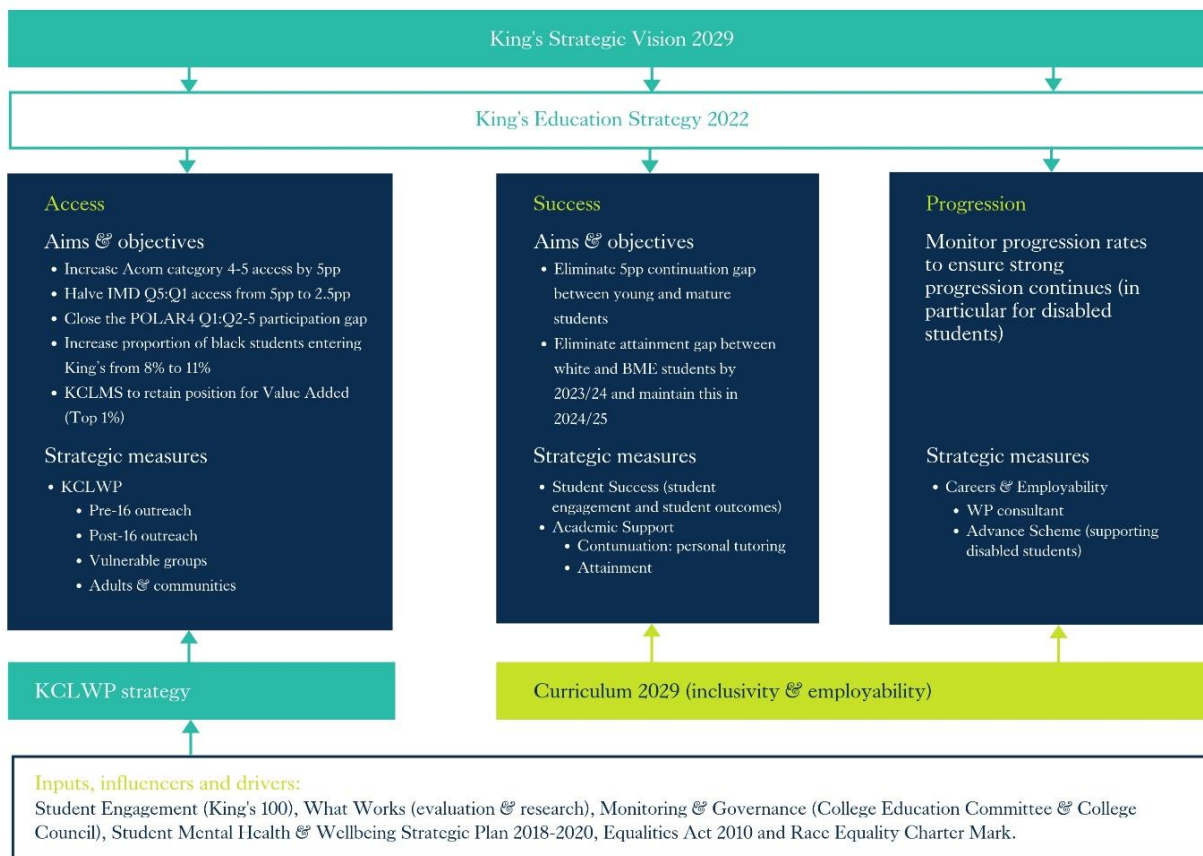 King's Strategic Vision 2029
King's Education Strategy 2022
Access
Aims & objectives
• Increase Acorn category 4-5 access by 5pp
• Halve IMD Q5:Q1 access from 5pp to 2.5pp
• Close the POLAR4 Q1:Q2-5 participation gap
• Increase proportion of black students entering
King's from 8% to 11%
• KCLMS to retain position for Value Added
(Top 1%)
Strategic measures
• KCLWP
• Pre-16 outreach
• Post-16 outreach
• Vulnerable groups
• Adults & communities
Success
Aims & objectives
• Eliminate 5pp continuation gap
between young and mature
students
• Eliminate attainment gap between
white and BME students by
2023/24 and maintain this in
2024/25
Strategic measures
• Student Success (student
engagement and student outcomes)
• Academic Support
• Contunuation: personal tutoring
• Attainment
Progression
Monitor progression rates
to ensure strong
progression continues (in
particular for disabled
students)
Strategic measures
• Careers & Employability
• WP consultant
• Advance Scheme (supporting
disabled students)
KCLWP strategy
Curriculum 2029 (inclusivity & employability)
Inputs, influencers and drivers:
Student Engagement (King's 100), What Works (evaluation & research), Monitoring & Governance (College Education Committee & College
Council), Student Mental Health & Wellbeing Strategic Plan 2018-2020, Equalities Act 2010 and Race Equality Charter Mark.